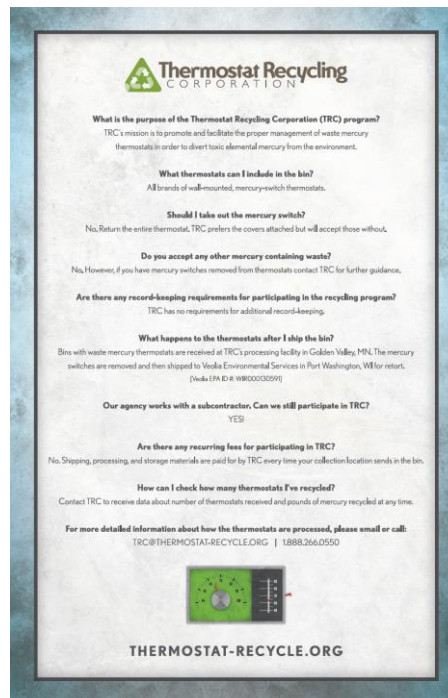 Thermostat Recycling
CORPORATION
What is the purpose of the Thermostat Recycling Corporation (TRC) program?
TRC's mission is to promote and facilitate the proper management of waste mercury
thermostats in order to divert toxic elemental mercury from the environment.
What thermostats can I include in the bin?
All brands of wall-mounted, mercury-switch thermostats.
Should I take out the mercury switch?
No. Return the entire thermostat. TRC prefers the covers attached but will accept those without.
Do you accept any other mercury containing waste?
No. However, if you have mercury switches removed from thermostats contact TRC for further guidance.
Are there any record-keeping requirements for participating in the recycling program?
TRC has no requirements for additional record-keeping.
What happens to the thermostats after I ship the bin?
Bins with waste mercury thermostats are received at TRC's processing facility in Golden Valley, MN. The mercury
switches are removed and then shipped to Veolia Environmental Services in Port Washington, WI for retort.
(Veolia EPA ID #: WIR000130591)
Our agency works with a subcontractor. Can we still participate in TRC?
YES!
Are there any recurring fees for participating in TRC?
No. Shipping, processing, and storage materials are paid for by TRC every time your collection location sends in the bin.
How can I check how many thermostats I've recycled?
Contact TRC to receive data about number of thermostats received and pounds of mercury recycled at any time.
For more detailed information about how the thermostats are processed, please email or call:
TRC@THERMOSTAT-RECYCLE.ORG | 1.888.266.0550
THERMOSTAT-RECYCLE.ORG